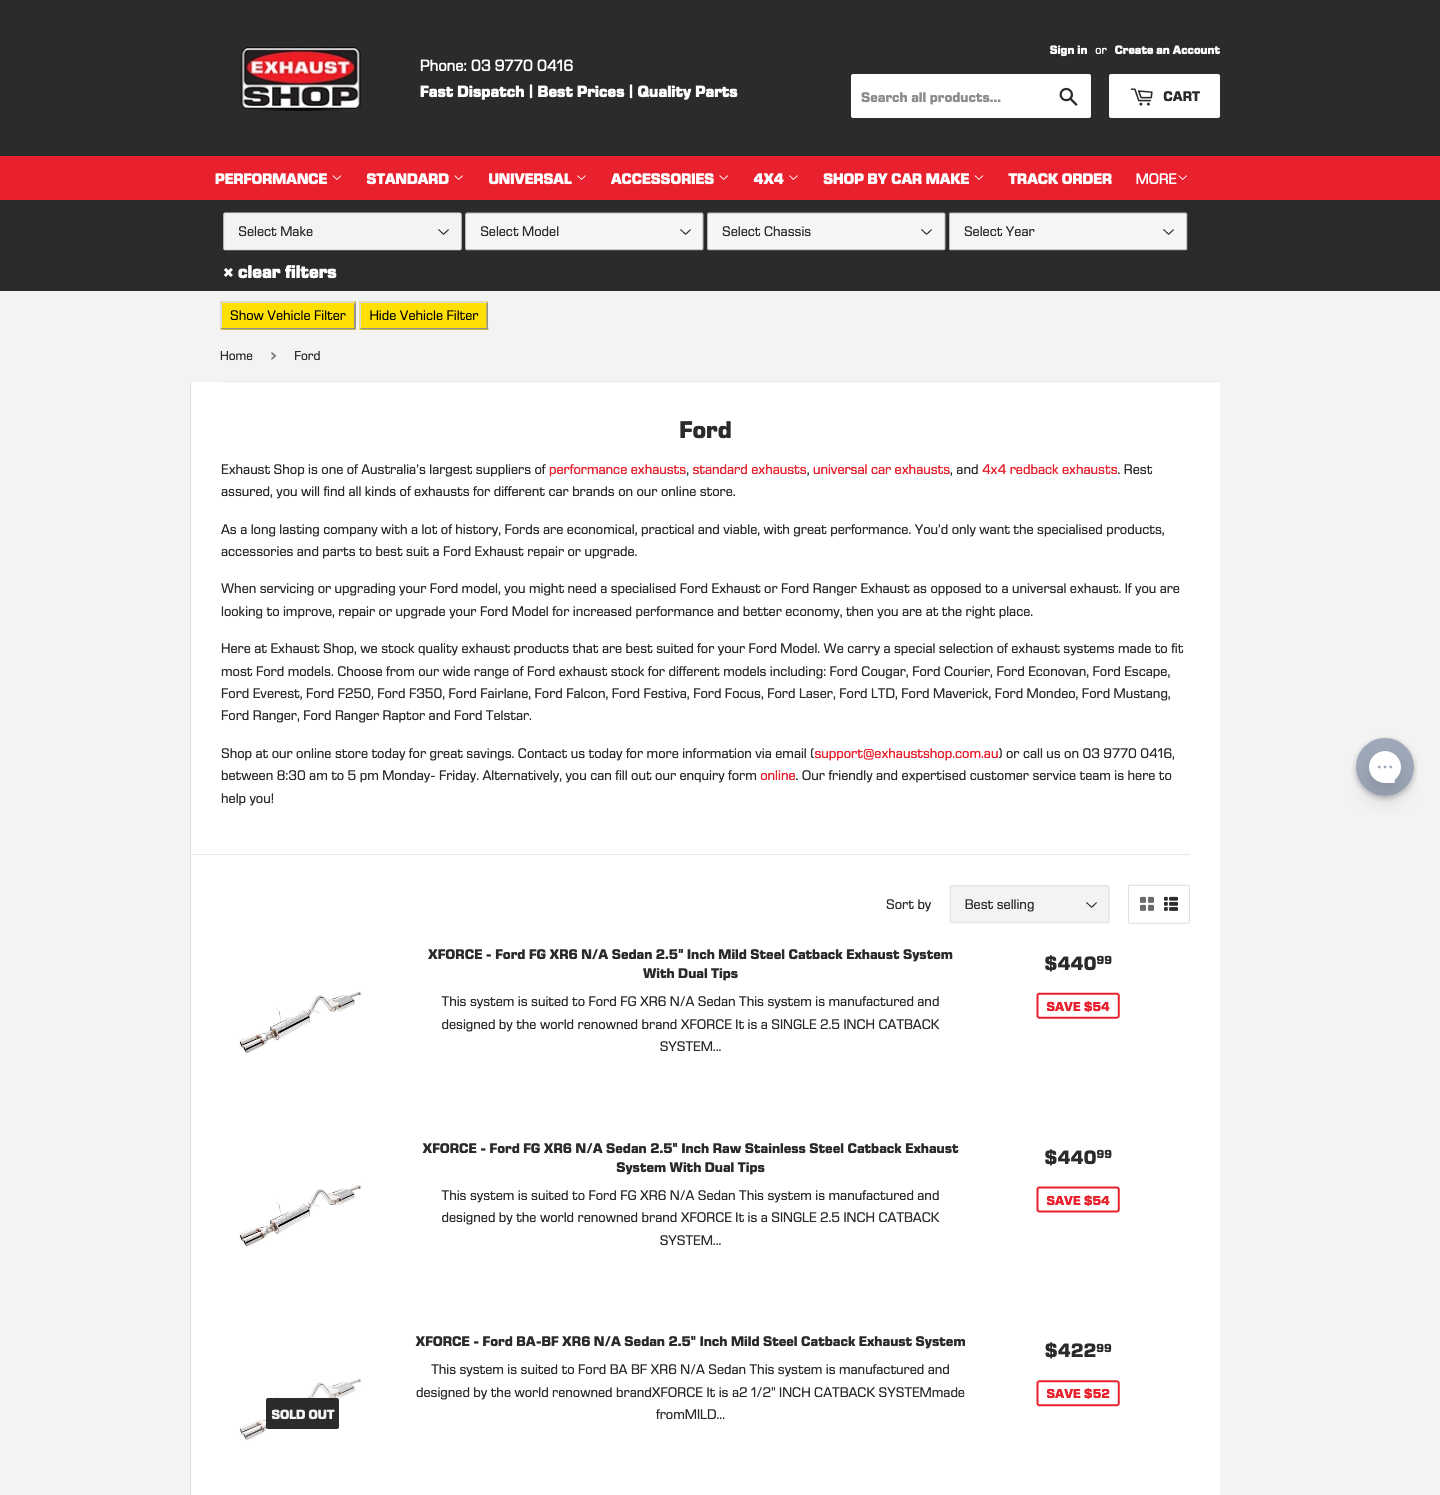 EXHAUST
SHOP
Phone: 03 9770 0416
Fast Dispatch | Best Prices | Quality Parts
Sign in or Create an Account
Search all products...
CART
PERFORMANCE STANDARD UNIVERSAL ACCESSORIES 4X4 SHOP BY CAR MAKE TRACK ORDER MORE
Select Make Select Model Select Chassis Select Year
× clear filters
Show Vehicle Filter Hide Vehicle Filter
Home › Ford
Ford
Exhaust Shop is one of Australia's largest suppliers of performance exhausts, standard exhausts, universal car exhausts, and 4x4 redback exhausts. Rest
assured, you will find all kinds of exhausts for different car brands on our online store.
As a long lasting company with a lot of history, Fords are economical, practical and viable, with great performance. You'd only want the specialised products,
accessories and parts to best suit a Ford Exhaust repair or upgrade.
When servicing or upgrading your Ford model, you might need a specialised Ford Exhaust or Ford Ranger Exhaust as opposed to a universal exhaust. If you are
looking to improve, repair or upgrade your Ford Model for increased performance and better economy, then you are at the right place.
Here at Exhaust Shop, we stock quality exhaust products that are best suited for your Ford Model. We carry a special selection of exhaust systems made to fit
most Ford models. Choose from our wide range of Ford exhaust stock for different models including: Ford Cougar, Ford Courier, Ford Econovan, Ford Escape,
Ford Everest, Ford F250, Ford F350, Ford Fairlane, Ford Falcon, Ford Festiva, Ford Focus, Ford Laser, Ford LTD, Ford Maverick, Ford Mondeo, Ford Mustang,
Ford Ranger, Ford Ranger Raptor and Ford Telstar.
Shop at our online store today for great savings. Contact us today for more information via email (support@exhaustshop.com.au) or call us on 03 9770 0416,
between 8:30 am to 5 pm Monday- Friday. Alternatively, you can fill out our enquiry form online. Our friendly and expertised customer service team is here to
help you!
Sort by Best selling
XFORCE - Ford FG XR6 N/A Sedan 2.5" Inch Mild Steel Catback Exhaust System
With Dual Tips
This system is suited to Ford FG XR6 N/A Sedan This system is manufactured and
designed by the world renowned brand XFORCE It is a SINGLE 2.5 INCH CATBACK
SYSTEM...
$440.99
SAVE $54
XFORCE - Ford FG XR6 N/A Sedan 2.5" Inch Raw Stainless Steel Catback Exhaust
System With Dual Tips
This system is suited to Ford FG XR6 N/A Sedan This system is manufactured and
designed by the world renowned brand XFORCE It is a SINGLE 2.5 INCH CATBACK
SYSTEM...
$440.99
SAVE $54
SOLD OUT
XFORCE - Ford BA-BF XR6 N/A Sedan 2.5" Inch Mild Steel Catback Exhaust System
This system is suited to Ford BA BF XR6 N/A Sedan This system is manufactured and
designed by the world renowned brandXFORCE It is a2 1/2" INCH CATBACK SYSTEMmade
fromMILD...
$422.99
SAVE $52